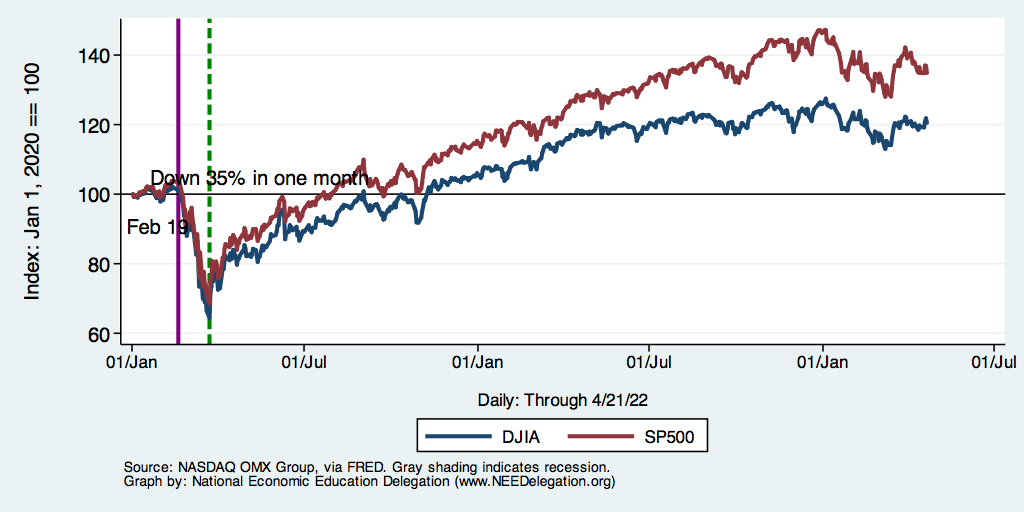 Index: Jan 1, 2020 == 100
140
120
100
80
60
Down 35% in one month
Feb 19
01/Jan 01/Jul 01/Jan 01/Jul 01/Jan 01/Jul
Daily: Through 4/21/22
DJIA SP500
Source: NASDAQ OMX Group, via FRED. Gray shading indicates recession.
Graph by: National Economic Education Delegation (www.NEEDelegation.org)